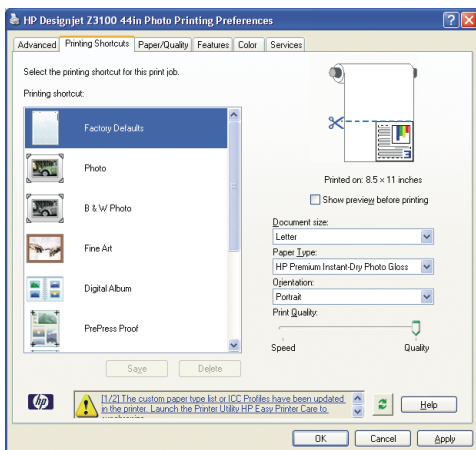 HP Designjet Z3100 44in Photo Printing Preferences
Advanced Printing Shortcuts Paper/Quality Features Color Services
Select the printing shortcut for this print job.
Printing shortcut:
Factory Defaults
Photo
B & W Photo
Fine Art
Digital Album
PrePress Proof
Save Delete
Printed on: 8.5 × 11 inches
Show preview before printing
Document size:
Letter
Paper Type:
HP Premium Instant-Dry Photo Gloss
Orientation:
Portrait
Print Quality:
Speed Quality
hp
[1/2] The custom paper type list or ICC Profiles have been updated
in the printer. Launch the Printer Utility HP Easy Printer Care to
Help
OK Cancel Apply